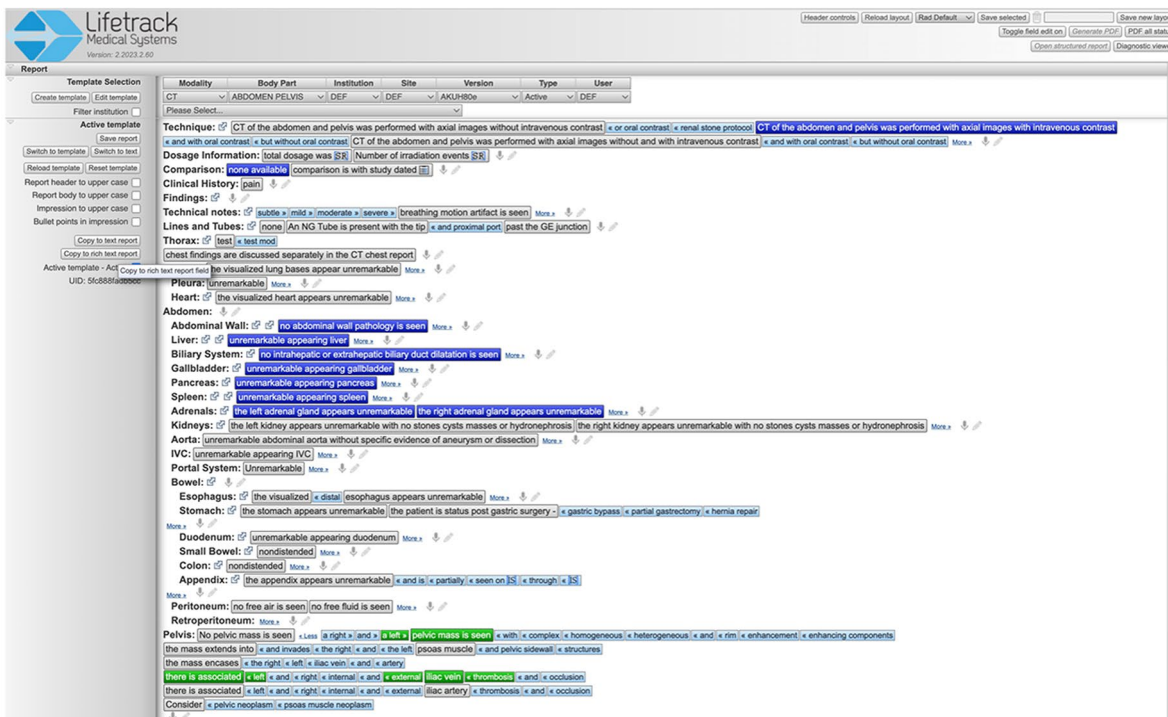 Lifetrack
Medical Systems
Version: 2.2023.2.60
Header controls Reload layout Rad Default Save selected Save new layou
Toggle field edit on Generate PDF PDF all statu
Open structured report Diagnostic viewe
Report
Template Selection
Create template Edit template
Filter institution
Active template
Save report
Switch to template Switch to text
Reload template Reset template
Report header to upper case
Report body to upper case
Impression to upper case
Bullet points in impression
Copy to text report
Copy to rich text report
Active template - Act
Copy to rich text report field
UID: 5fc888fad65cc
Modality Body Part Institution Site Version Type User
CT ABDOMEN PELVIS DEF DEF AKUH80e Active DEF
Please Select...
Technique: CT of the abdomen and pelvis was performed with axial images without intravenous contrast « or oral contrast « renal stone protocol CT of the abdomen and pelvis was performed with axial images with intravenous contrast
« and with oral contrast « but without oral contrast CT of the abdomen and pelvis was performed with axial images without and with intravenous contrast « and with oral contrast « but without oral contrast More »
Dosage Information: total dosage was SR Number of irradiation events SR
Comparison: none available comparison is with study dated
Clinical History: pain
Findings:
Technical notes: subtle » mild » moderate » severe » breathing motion artifact is seen More »
Lines and Tubes: none An NG Tube is present with the tip « and proximal port past the GE junction
Thorax: test « test mod
chest findings are discussed separately in the CT chest report
he visualized lung bases appear unremarkable More »
Pleura: unremarkable More »
Heart: the visualized heart appears unremarkable More »
Abdomen:
Abdominal Wall: no abdominal wall pathology is seen More »
Liver: unremarkable appearing liver More »
Biliary System: no intrahepatic or extrahepatic biliary duct dilatation is seen More »
Gallbladder: unremarkable appearing gallbladder More »
Pancreas: unremarkable appearing pancreas More »
Spleen: unremarkable appearing spleen More »
Adrenals: the left adrenal gland appears unremarkable the right adrenal gland appears unremarkable More »
Kidneys: the left kidney appears unremarkable with no stones cysts masses or hydronephrosis the right kidney appears unremarkable with no stones cysts masses or hydronephrosis More »
Aorta: unremarkable abdominal aorta without specific evidence of aneurysm or dissection More »
IVC: unremarkable appearing IVC More »
Portal System: Unremarkable More »
Bowel:
Esophagus: the visualized « distal esophagus appears unremarkable More »
Stomach: the stomach appears unremarkable the patient is status post gastric surgery - « gastric bypass « partial gastrectomy « hernia repair
More »
Duodenum: unremarkable appearing duodenum More »
Small Bowel: nondistended More »
Colon: nondistended More »
Appendix: the appendix appears unremarkable « and is « partially « seen on IS « through « IS
More »
Peritoneum: no free air is seen no free fluid is seen More »
Retroperitoneum: More »
Pelvis: No pelvic mass is seen « Less a right » and » a left » pelvic mass is seen « with « complex « homogeneous « heterogeneous « and « rim « enhancement « enhancing components
the mass extends into « and invades « the right « and « the left psoas muscle « and pelvic sidewall « structures
the mass encases « the right « left « iliac vein « and « artery
there is associated « left « and « right « internal « and « external iliac vein « thrombosis « and « occlusion
there is associated « left « and « right « internal « and « external iliac artery « thrombosis « and « occlusion
Consider « pelvic neoplasm « psoas muscle neoplasm